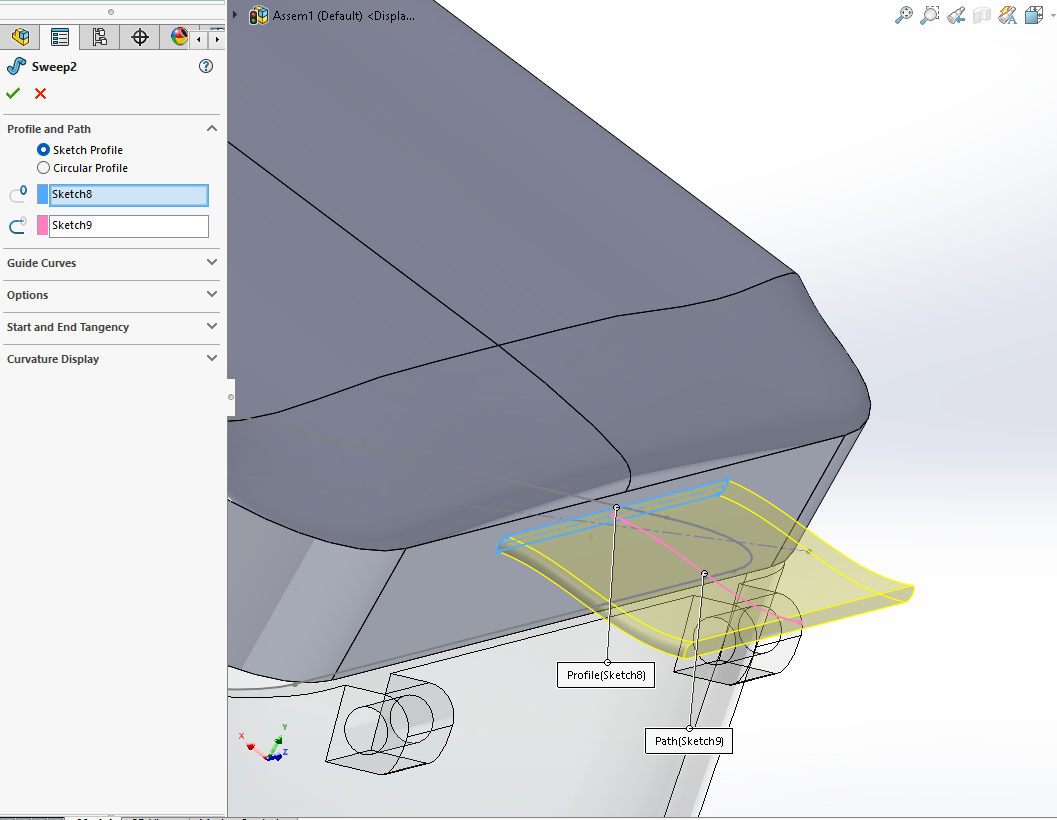 Assem1 (Default) <Displa...
Sweep2
Profile and Path
Sketch Profile
Circular Profile
Sketch8
Sketch9
Guide Curves
Options
Start and End Tangency
Curvature Display
Profile(Sketch8)
Path(Sketch9)
X
Y
Z